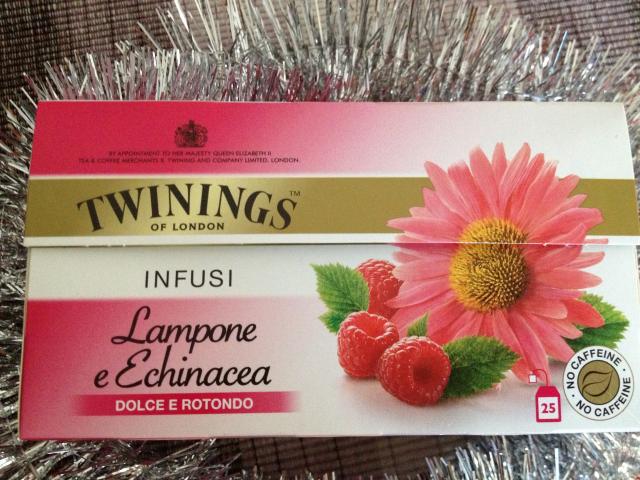 BY APPOINTMENT TO HER MAJESTY QUEEN ELIZABETH II
TEA & COFFEE MERCHANTS R. TWINING AND COMPANY LIMITED, LONDON.
TWININGS™
OF LONDON
INFUSI
Lampone
e Echinacea
DOLCE E ROTONDO
25
NO CAFFEINE
NO CAFFEINE